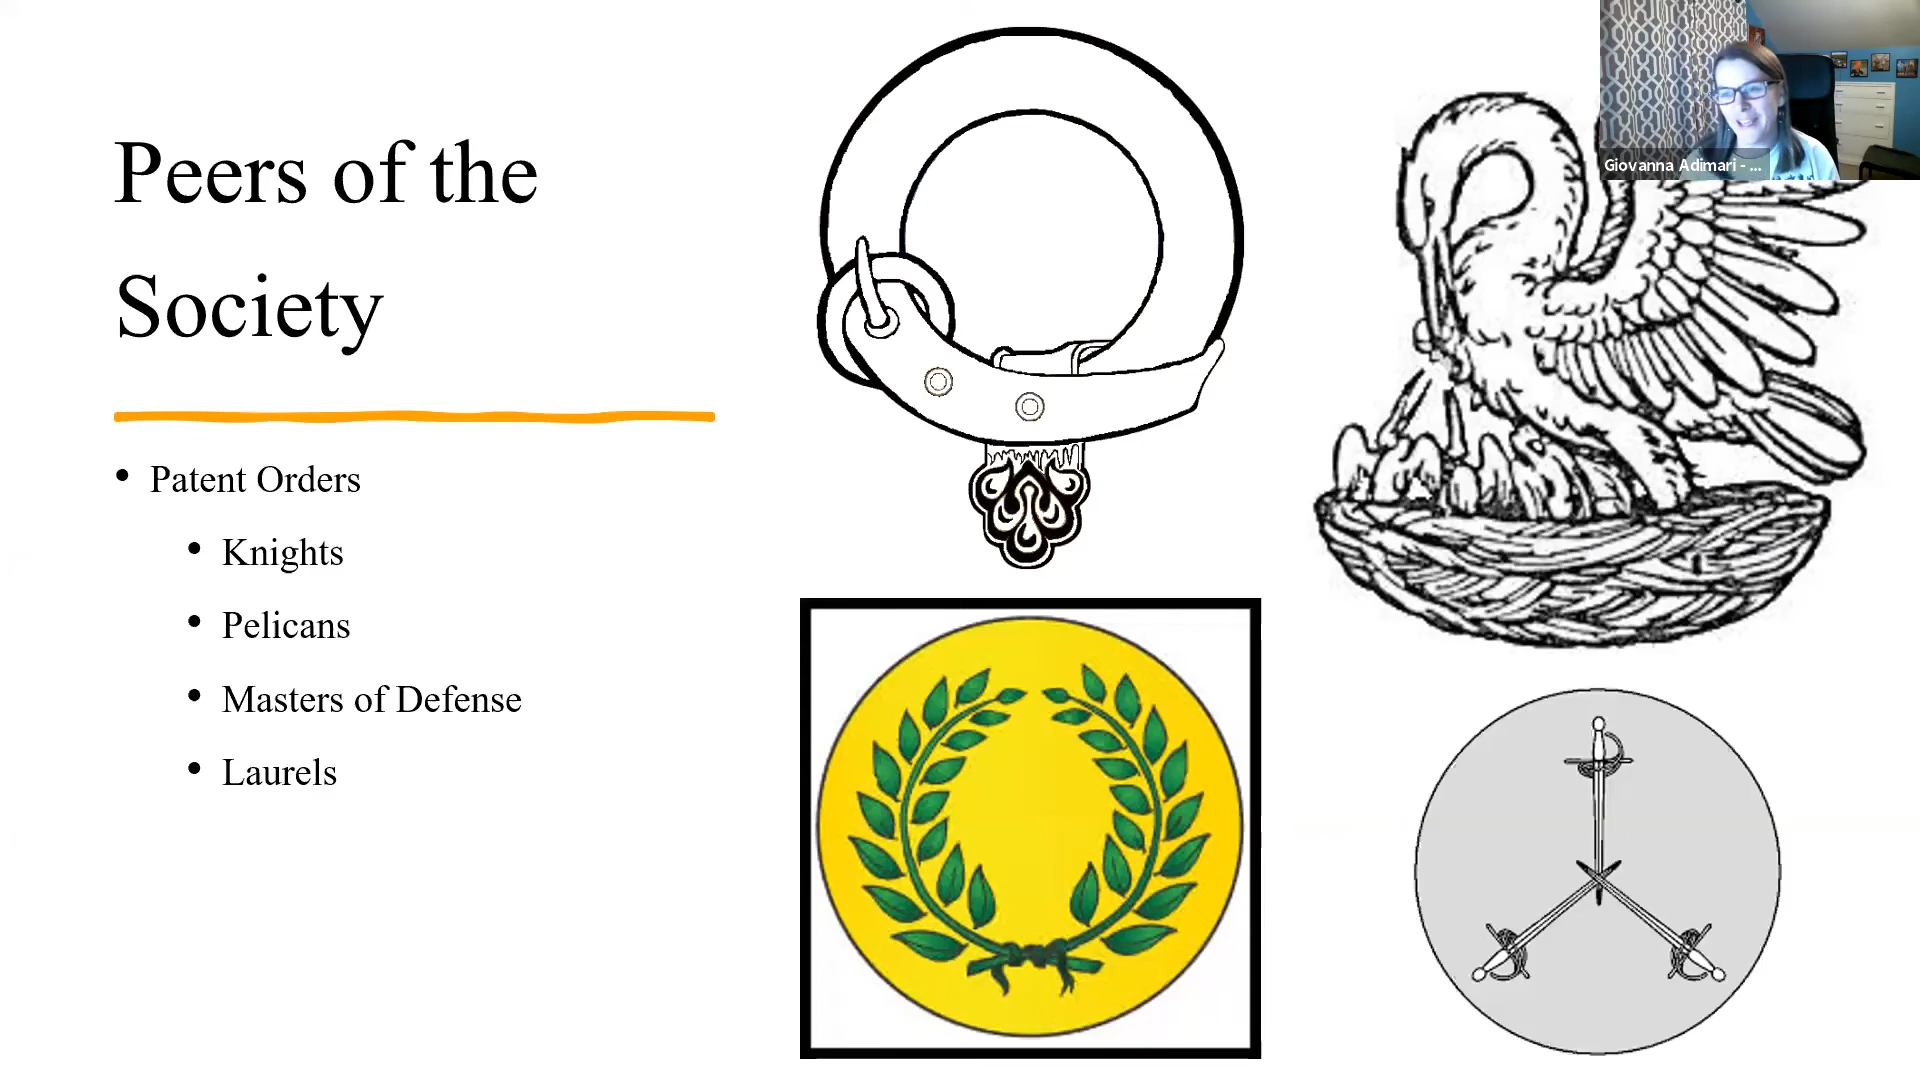 Peers of the
Society
• Patent Orders
• Knights
• Pelicans
• Masters of Defense
• Laurels
Giovanna Adimari - ...